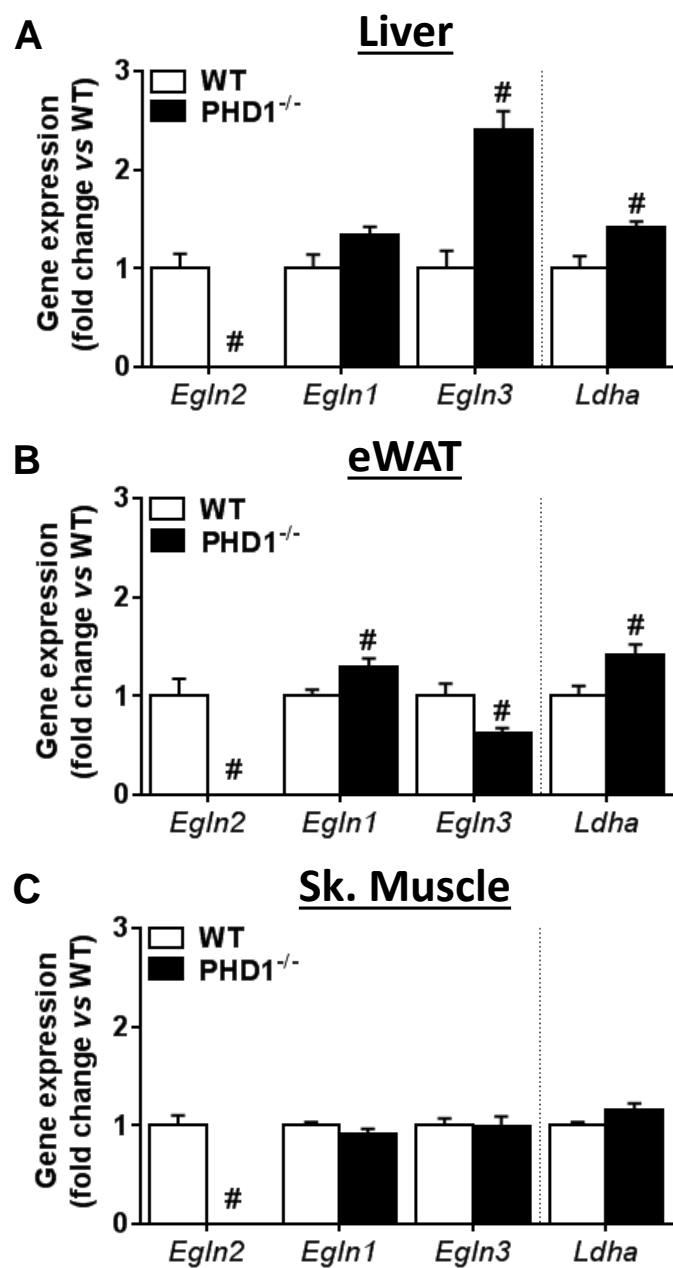 A
Liver
Gene expression
(fold change vs WT)
3
2
1
0
WT
PHD1-/-
#
#
#
Egln2
Egln1
Egln3
Ldha
B
eWAT
Gene expression
(fold change vs WT)
3
2
1
0
WT
PHD1-/-
#
#
#
#
Egln2
Egln1
Egln3
Ldha
C
Sk. Muscle
Gene expression
(fold change vs WT)
3
2
1
0
WT
PHD1-/-
#
Egln2
Egln1
Egln3
Ldha